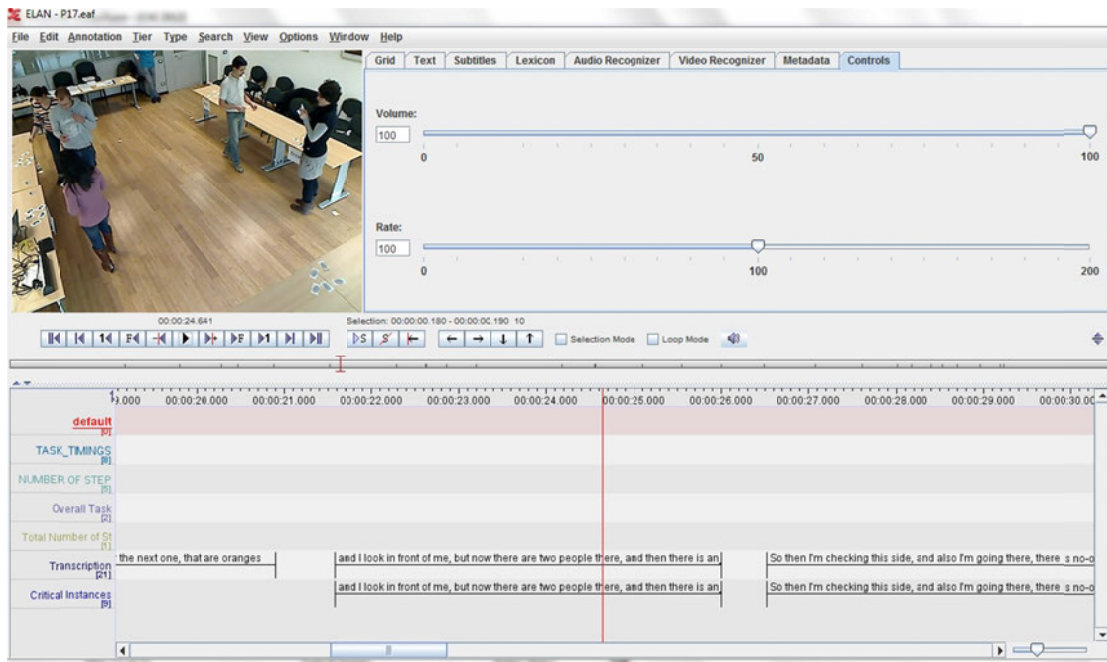 ELAN - P17.eaf
File Edit Annotation Tier Type Search View Options Window Help
Grid Text Subtitles Lexicon Audio Recognizer Video Recognizer Metadata Controls
Volume:
100
0 50 100
Rate:
100
0 100 200
00:00:24.641
Selection: 00:00:00.180 - 00:00:00.190 10
S S Selection Mode Loop Mode
9.000 00:00:20.000 00:00:21.000 00:00:22.000 00:00:23.000 00:00:24.000 00:00:25.000 00:00:26.000 00:00:27.000 00:00:28.000 00:00:29.000 00:00:30.00
default
[0]
TASK_TIMINGS
[8]
NUMBER OF STEP
[5]
Overall Task
[2]
Total Number of St
[1]
Transcription the next one, that are oranges and I look in front of me, but now there are two people there, and then there is an So then I'm checking this side, and also I'm going there, there s no-o
[21]
Critical Instances and I look in front of me, but now there are two people there, and then there is an So then I'm checking this side, and also I'm going there, there s no-o
[9]